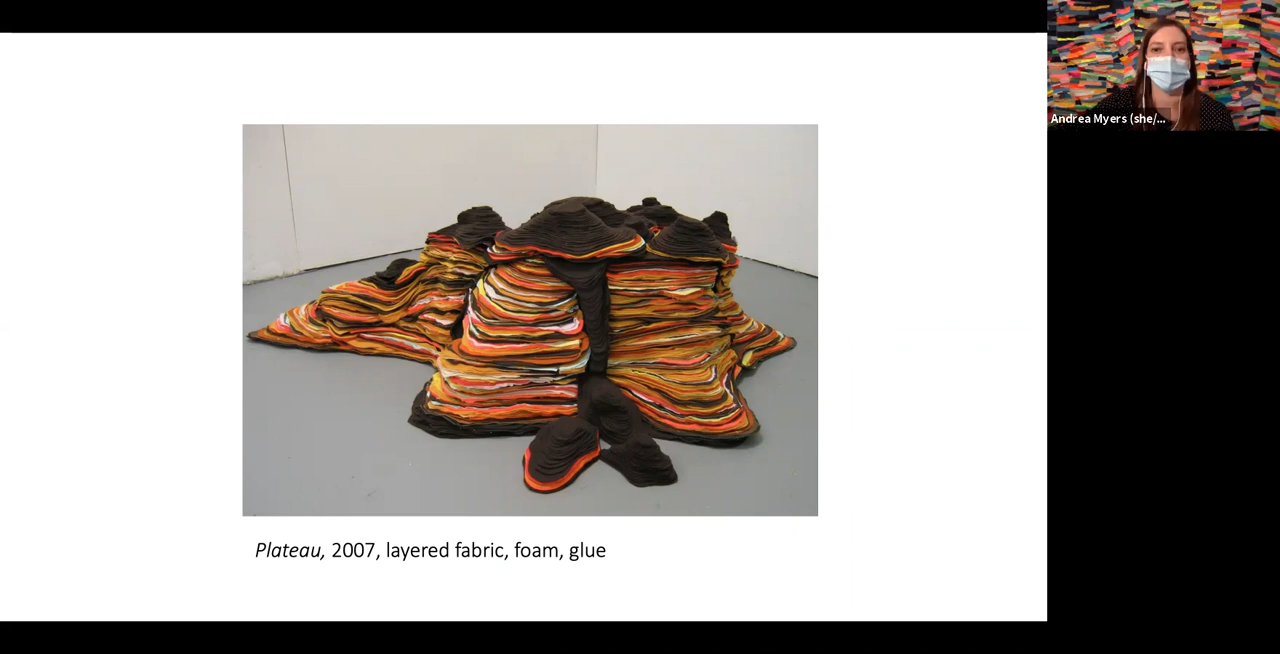 Andrea Myers (she/...
Plateau, 2007, layered fabric, foam, glue